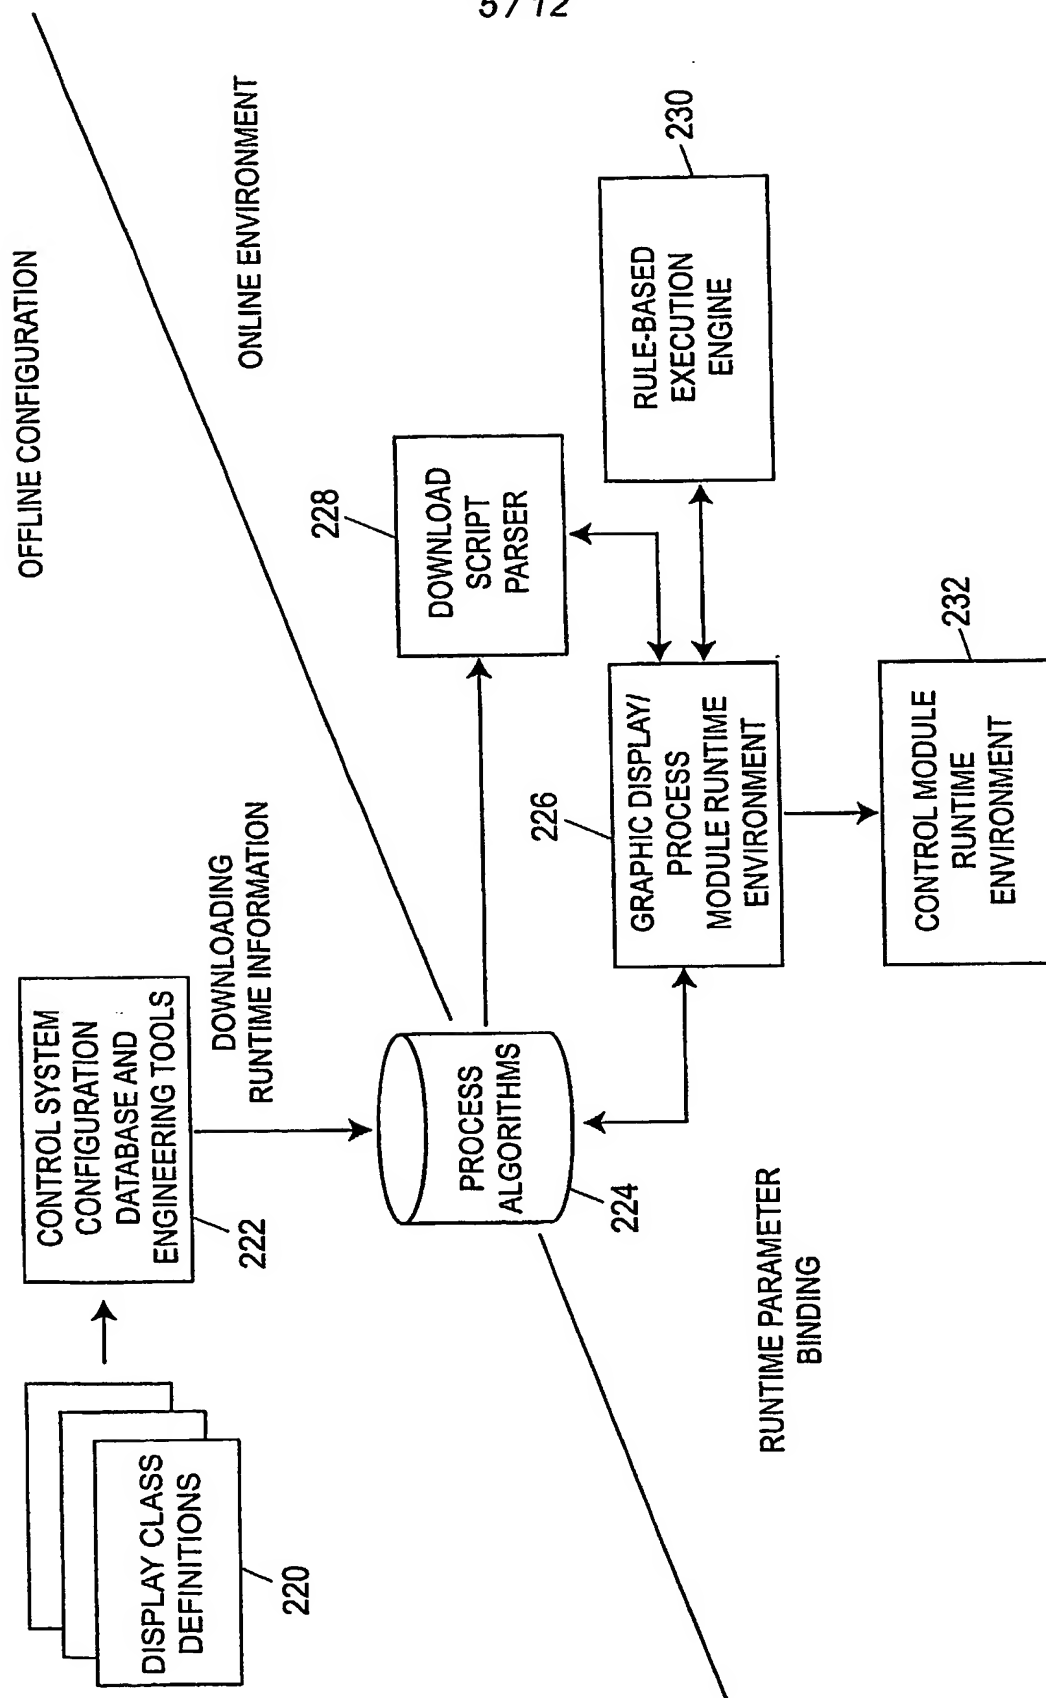 5 / 12
OFFLINE CONFIGURATION
ONLINE ENVIRONMENT
DISPLAY CLASS
DEFINITIONS
220
CONTROL SYSTEM
CONFIGURATION
DATABASE AND
ENGINEERING TOOLS
222
DOWNLOADING
RUNTIME INFORMATION
PROCESS
ALGORITHMS
224
DOWNLOAD
SCRIPT
PARSER
228
RULE-BASED
EXECUTION
ENGINE
230
GRAPHIC DISPLAY/
PROCESS
MODULE RUNTIME
ENVIRONMENT
226
CONTROL MODULE
RUNTIME
ENVIRONMENT
232
RUNTIME PARAMETER
BINDING